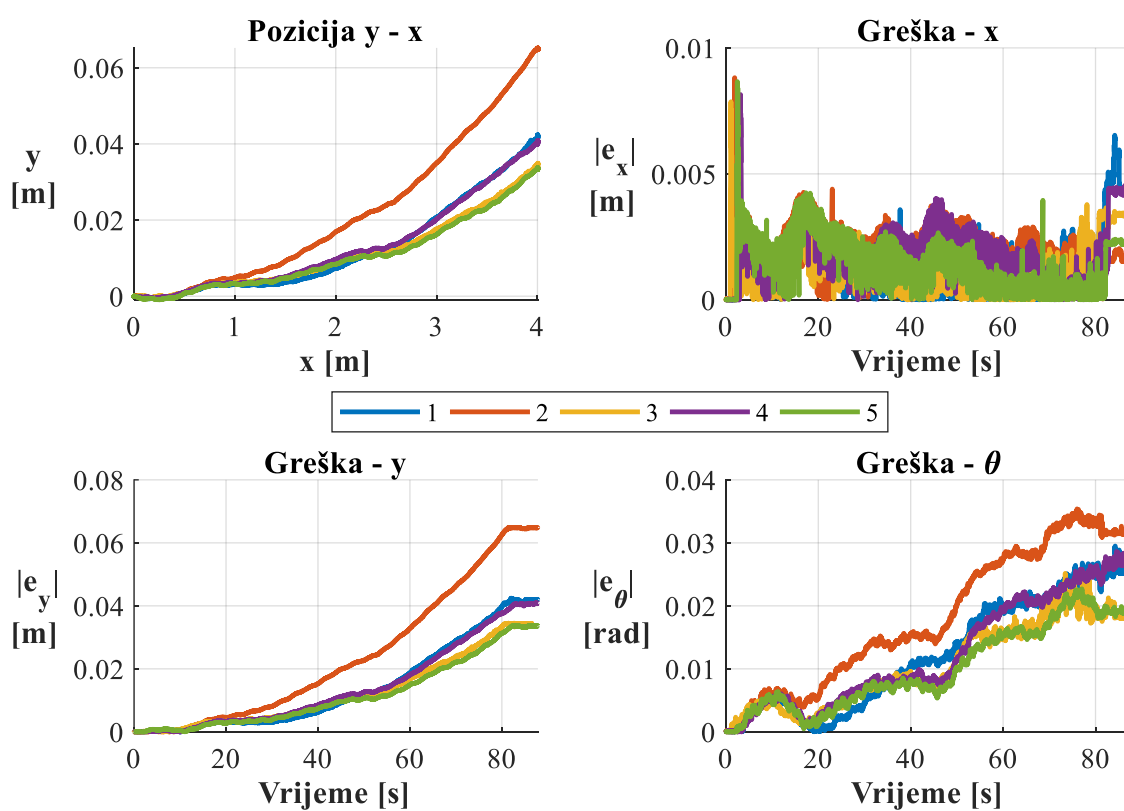 Pozicija y - x
0.06
0.04
0.02
0
y
[m]
0 1 2 3 4
x [m]
Greška - x
0.01
0.005
0
|e_x|
[m]
0 20 40 60 80
Vrijeme [s]
1 2 3 4 5
Greška - y
0.08
0.06
0.04
0.02
0
|e_y|
[m]
0 20 40 60 80
Vrijeme [s]
Greška - θ
0.04
0.03
0.02
0.01
0
|e_θ|
[rad]
0 20 40 60 80
Vrijeme [s]